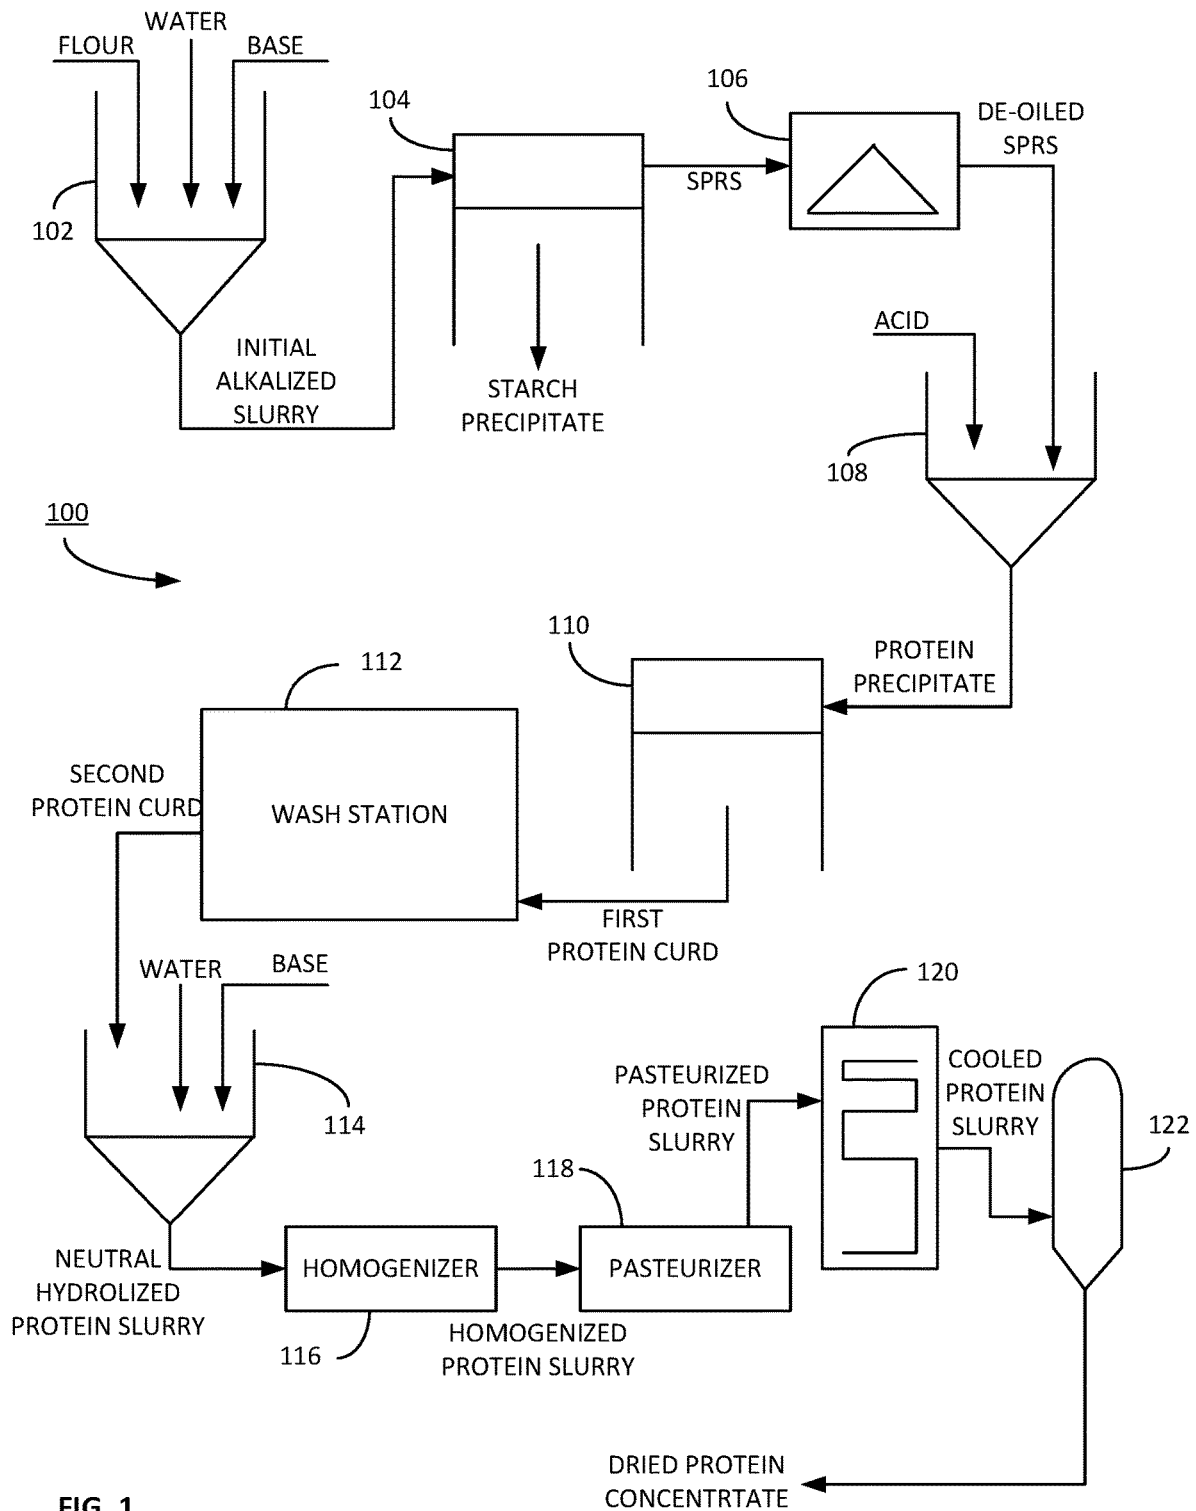 WATER
FLOUR
BASE
102
INITIAL
ALKALIZED
SLURRY
104
SPRS
STARCH
PRECIPITATE
106
DE-OILED
SPRS
ACID
108
100
PROTEIN
PRECIPITATE
110
112
WASH STATION
FIRST
PROTEIN CURD
SECOND
PROTEIN CURD
WATER
BASE
114
NEUTRAL
HYDROLIZED
PROTEIN SLURRY
HOMOGENIZER
116
HOMOGENIZED
PROTEIN SLURRY
118
PASTEURIZER
PASTEURIZED
PROTEIN
SLURRY
120
COOLED
PROTEIN
SLURRY
122
DRIED PROTEIN
CONCENTRTATE
FIG. 1